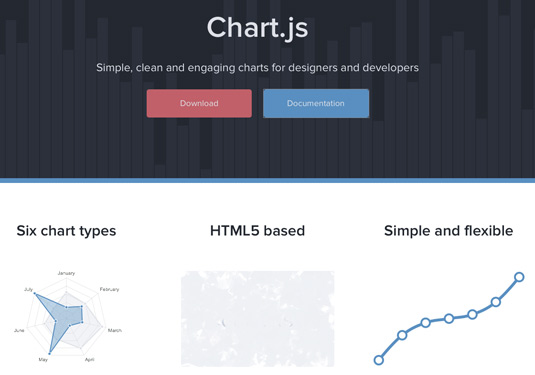 Chart.js
Simple, clean and engaging charts for designers and developers
Download
Documentation
Six chart types
HTML5 based
Simple and flexible
January
July
February
June
March
May
April